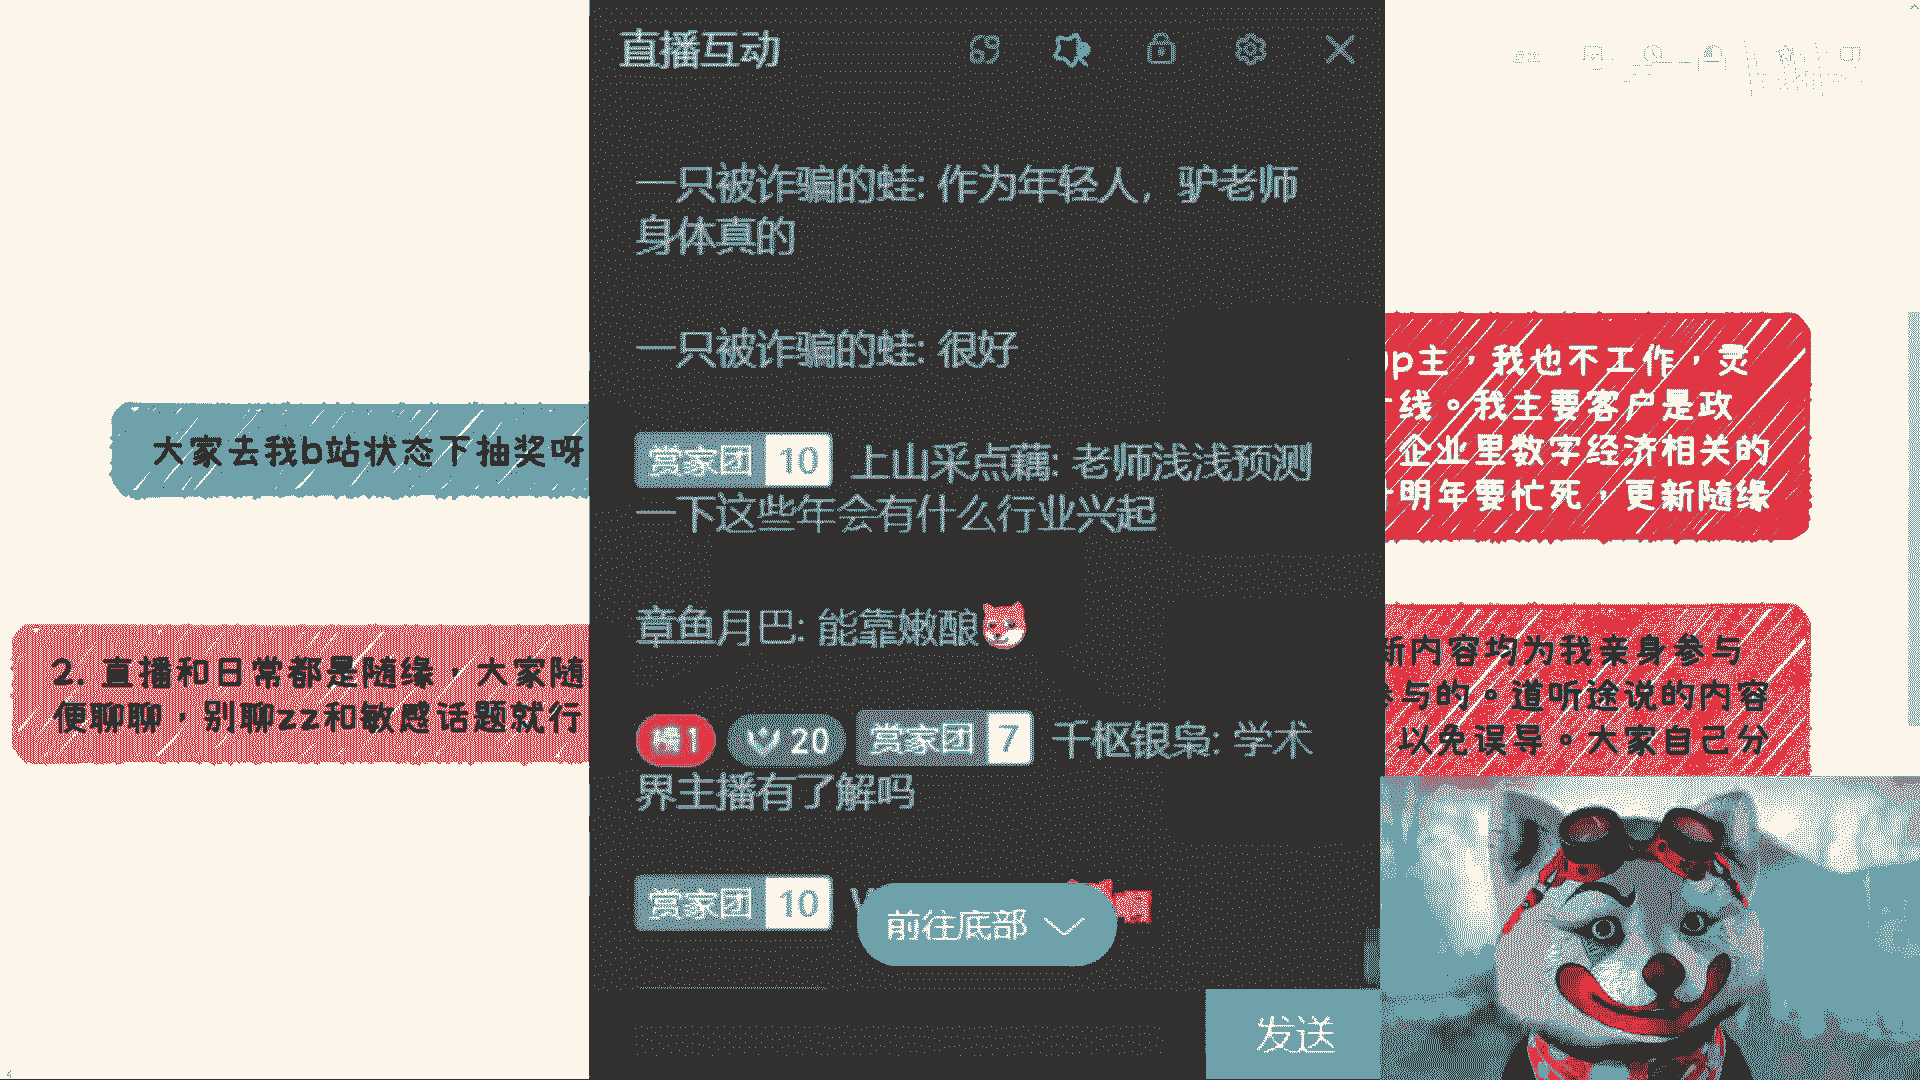 直播互动
一只被诈骗的蛙: 作为年轻人，驴老师
身体真的
一只被诈骗的蛙: 很好
赏家团 10 上山采点藕: 老师浅浅预测
一下这些年会有什么行业兴起
章鱼月巴: 能靠嫩酿
榜1 20 赏家团 7 千枢银枭: 学术
界主播有了解吗
赏家团 10
前往底部
发送
大家去我b站状态下抽奖呀
2. 直播和日常都是随缘，大家随
便聊聊，别聊zz和敏感话题就行
p主，我也不工作，灵
线。我主要客户是政
企业里数字经济相关的
明年要忙死，更新随缘
新内容均为我亲身参与
参与的。道听途说的内容
以免误导。大家自己分